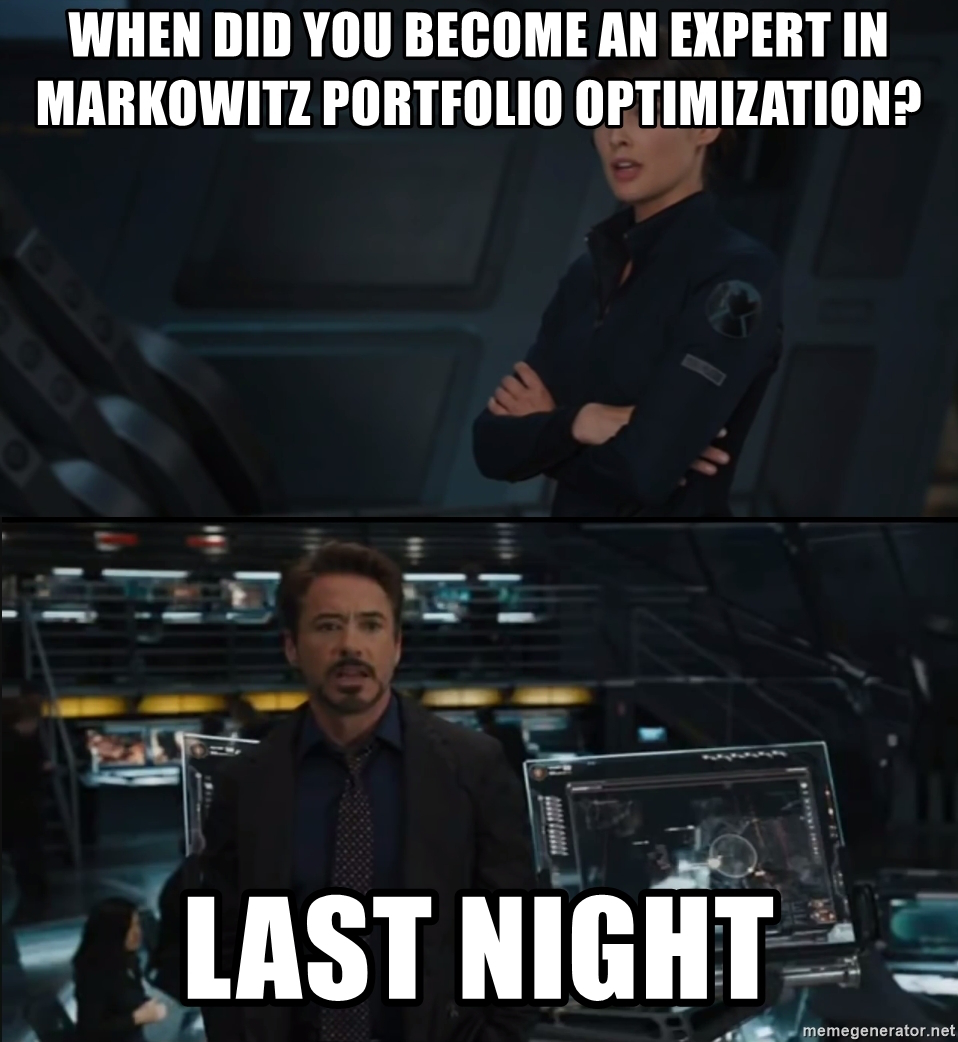 WHEN DID YOU BECOME AN EXPERT IN
MARKOWITZ PORTFOLIO OPTIMIZATION?
LAST NIGHT
memegenerator.net